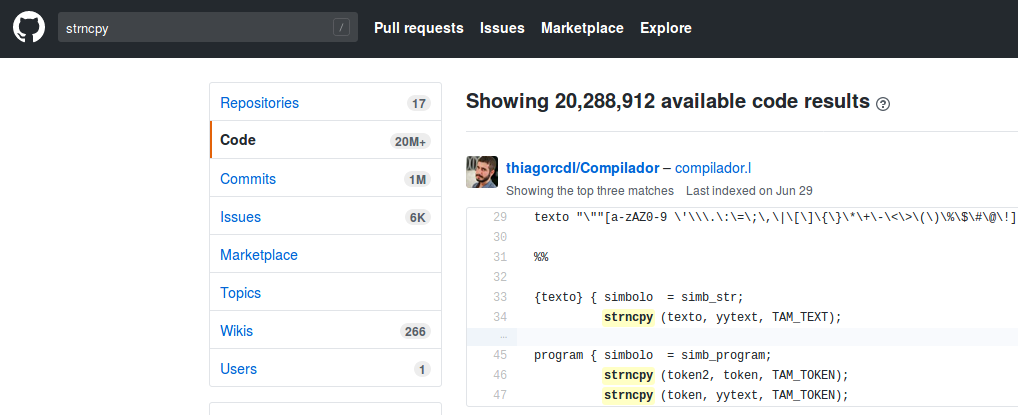 strncpy / Pull requests Issues Marketplace Explore
Repositories 17
Code 20M+
Commits 1M
Issues 6K
Marketplace
Topics
Wikis 266
Users 1
Showing 20,288,912 available code results ?
thiagorcdl/Compilador – compilador.l
Showing the top three matches Last indexed on Jun 29
29 texto "\""[a-zAZ0-9 \'\\\.\:\=\;\,\|\[\]\{\}\*\+\-\<\>\(\)\%\$\#\@\!]
30
31 %%
32
33 {texto} { simbolo  = simb_str;
34 strncpy (texto, yytext, TAM_TEXT);
…
45 program { simbolo  = simb_program;
46 strncpy (token2, token, TAM_TOKEN);
47 strncpy (token, yytext, TAM_TOKEN);